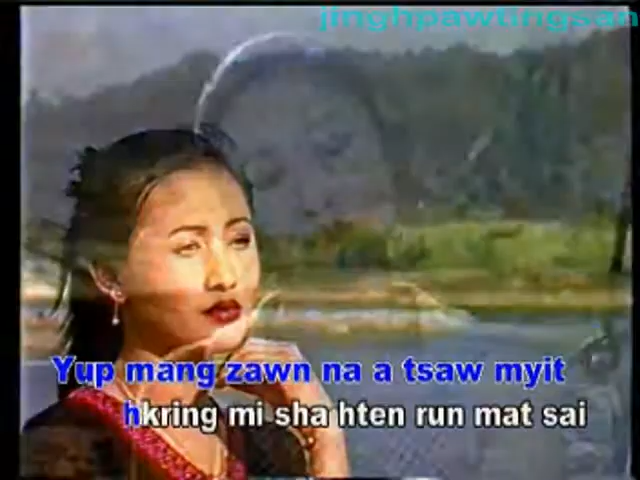 jinghpawtingsan
Yup mang zawn na a tsaw myit
hkring mi sha hten run mat sai